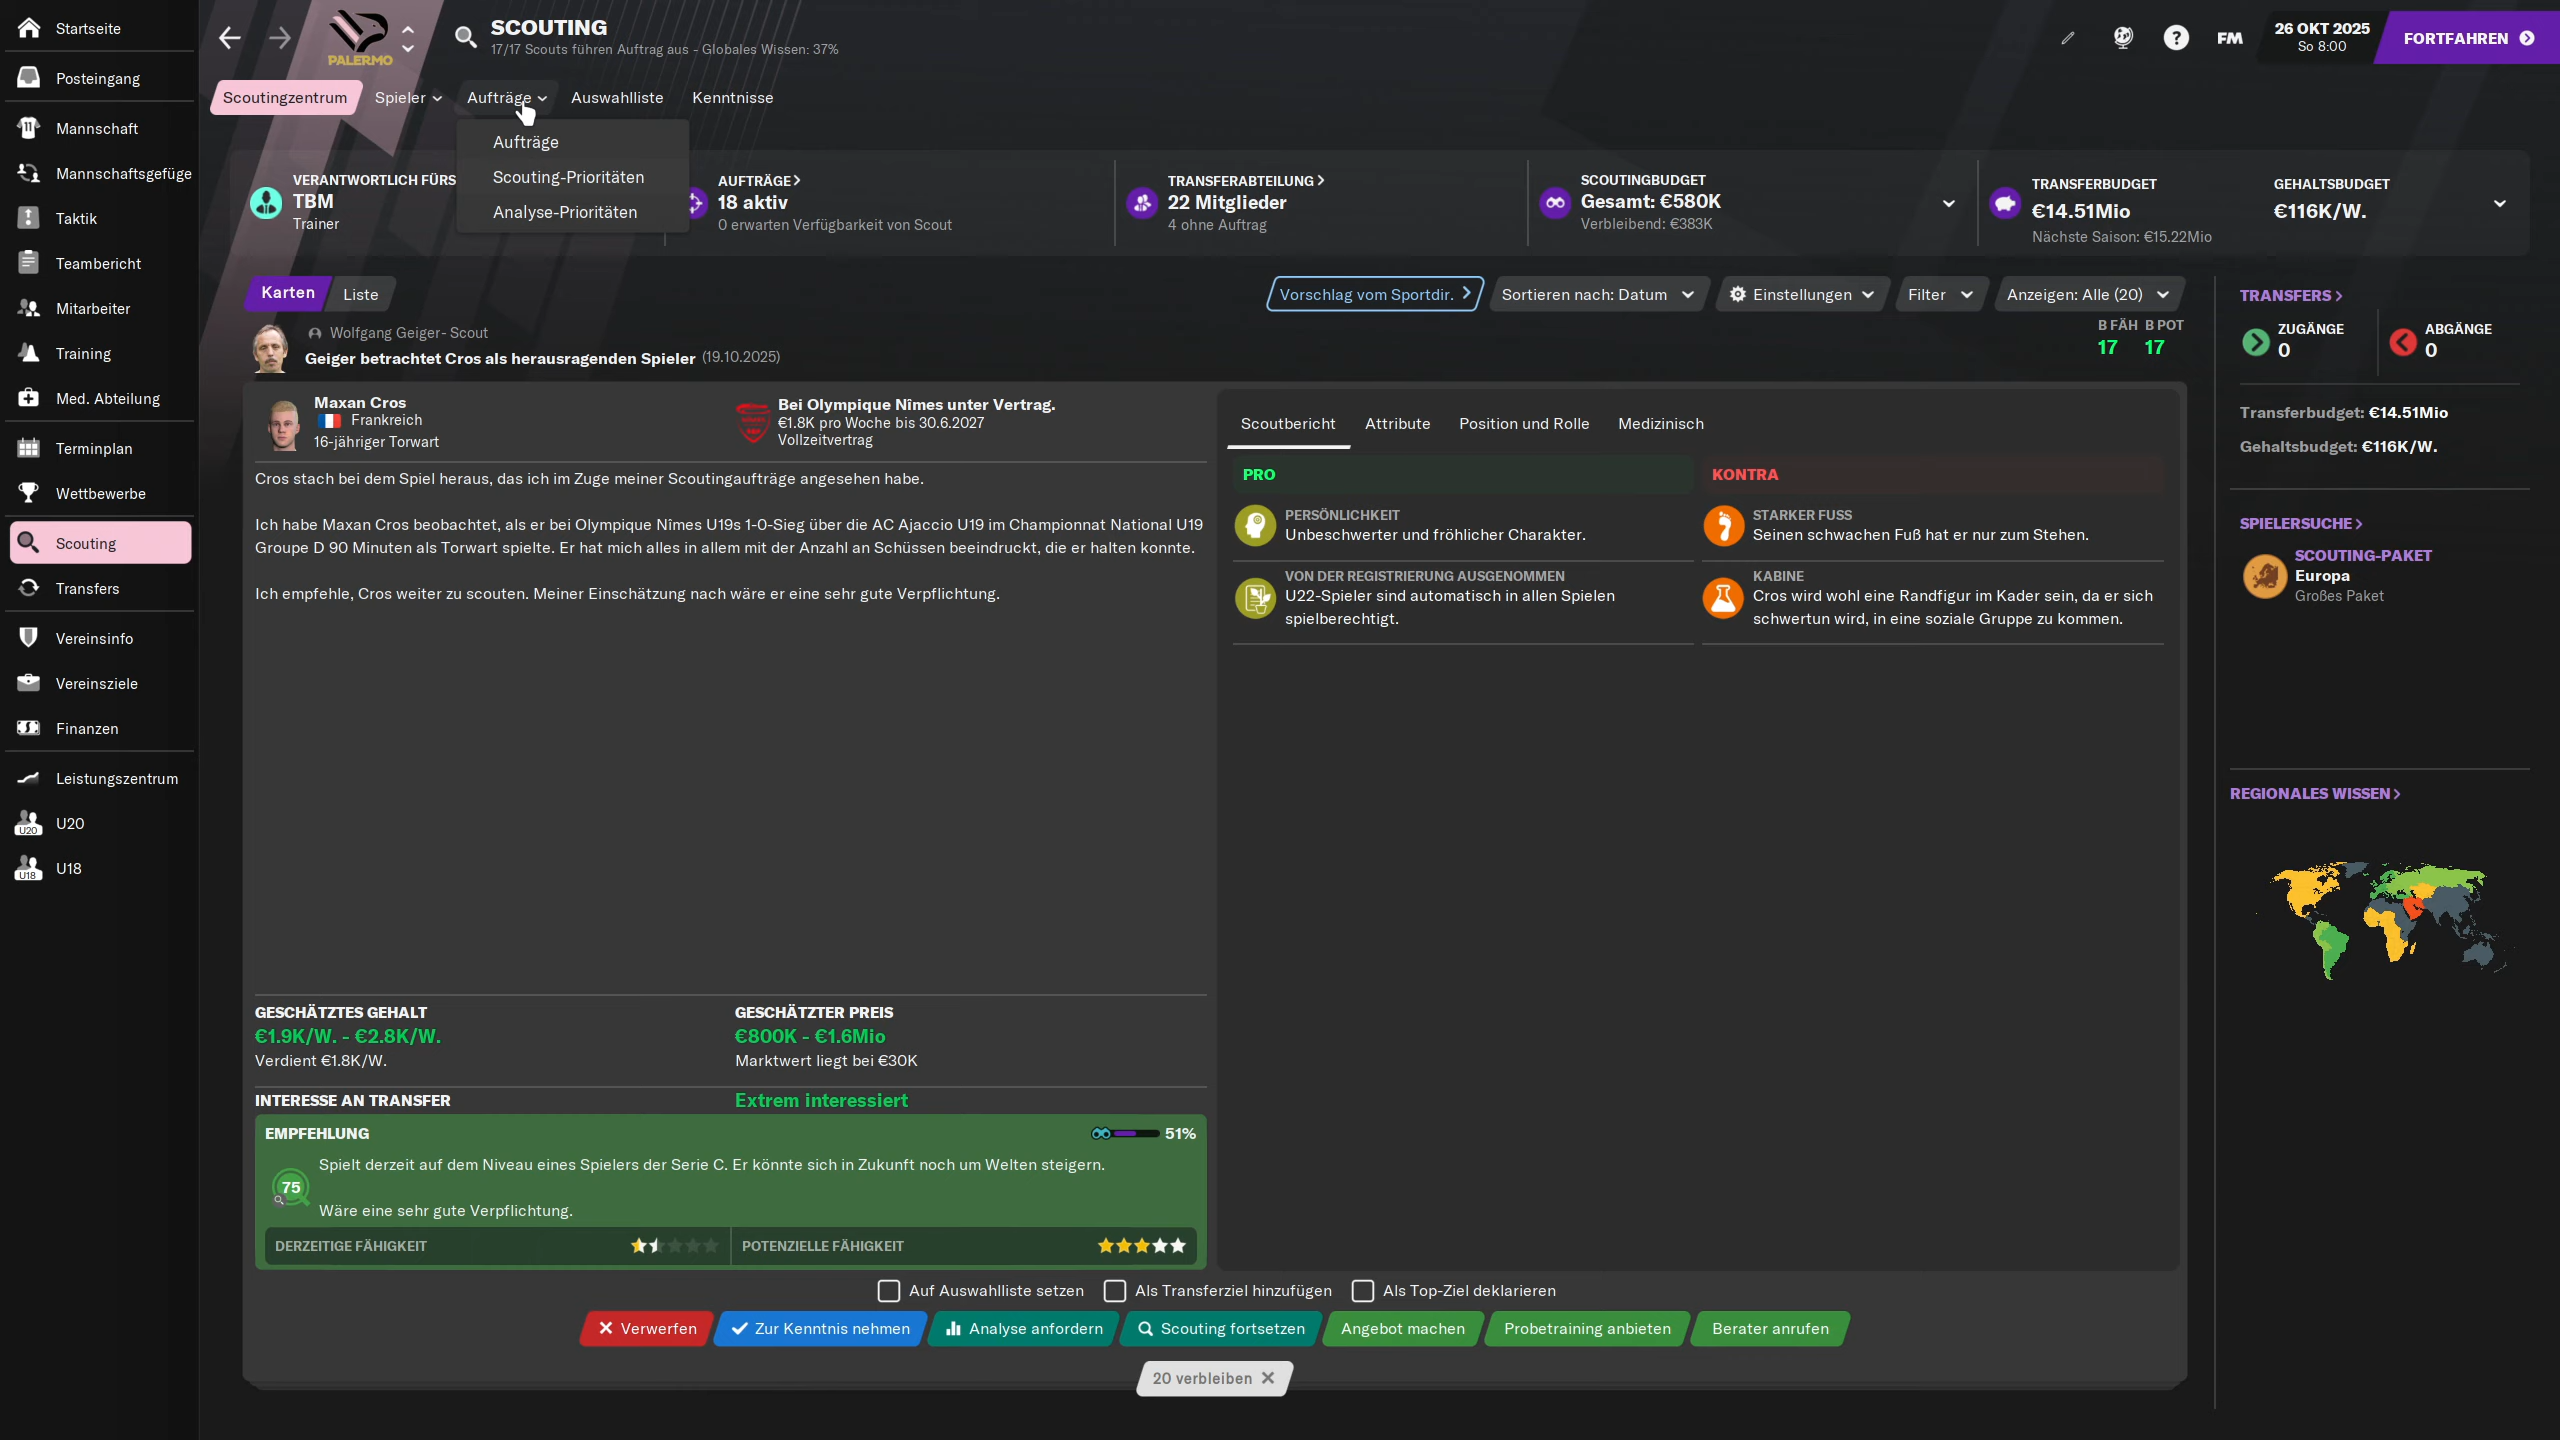 Startseite
Posteingang
Mannschaft
Mannschaftsgefüge
Taktik
Teambericht
Mitarbeiter
Training
Med. Abteilung
Terminplan
Wettbewerbe
Scouting
Transfers
Vereinsinfo
Vereinsziele
Finanzen
Leistungszentrum
U20
U20
U18
U18
PALERMO
SCOUTING
17/17 Scouts führen Auftrag aus - Globales Wissen: 37%
FM
26 OKT 2025
So 8:00
FORTFAHREN
Scoutingzentrum
Spieler
Aufträge
Auswahlliste
Kenntnisse
Aufträge
Scouting-Prioritäten
Analyse-Prioritäten
VERANTWORTLICH FÜRS
TBM
Trainer
AUFTRÄGE
18 aktiv
0 erwarten Verfügbarkeit von Scout
TRANSFERABTEILUNG
22 Mitglieder
4 ohne Auftrag
SCOUTINGBUDGET
Gesamt: €580K
Verbleibend: €383K
TRANSFERBUDGET
€14.51Mio
Nächste Saison: €15.22Mio
GEHALTSBUDGET
€116K/W.
Karten
Liste
Vorschlag vom Sportdir.
Sortieren nach: Datum
Einstellungen
Filter
Anzeigen: Alle (20)
Wolfgang Geiger- Scout
Geiger betrachtet Cros als herausragenden Spieler (19.10.2025)
B FÄH B POT
17 17
Maxan Cros
Frankreich
16-jähriger Torwart
Bei Olympique Nîmes unter Vertrag.
€1.8K pro Woche bis 30.6.2027
Vollzeitvertrag
Cros stach bei dem Spiel heraus, das ich im Zuge meiner Scoutingaufträge angesehen habe.
Ich habe Maxan Cros beobachtet, als er bei Olympique Nîmes U19s 1-0-Sieg über die AC Ajaccio U19 im Championnat National U19
Groupe D 90 Minuten als Torwart spielte. Er hat mich alles in allem mit der Anzahl an Schüssen beeindruckt, die er halten konnte.
Ich empfehle, Cros weiter zu scouten. Meiner Einschätzung nach wäre er eine sehr gute Verpflichtung.
GESCHÄTZTES GEHALT
€1.9K/W. - €2.8K/W.
Verdient €1.8K/W.
GESCHÄTZTER PREIS
€800K - €1.6Mio
Marktwert liegt bei €30K
INTERESSE AN TRANSFER
Extrem interessiert
EMPFEHLUNG
51%
75
Spielt derzeit auf dem Niveau eines Spielers der Serie C. Er könnte sich in Zukunft noch um Welten steigern.
Wäre eine sehr gute Verpflichtung.
DERZEITIGE FÄHIGKEIT
POTENZIELLE FÄHIGKEIT
Scoutbericht
Attribute
Position und Rolle
Medizinisch
PRO
PERSÖNLICHKEIT
Unbeschwerter und fröhlicher Charakter.
VON DER REGISTRIERUNG AUSGENOMMEN
U22-Spieler sind automatisch in allen Spielen
spielberechtigt.
KONTRA
STARKER FUSS
Seinen schwachen Fuß hat er nur zum Stehen.
KABINE
Cros wird wohl eine Randfigur im Kader sein, da er sich
schwertun wird, in eine soziale Gruppe zu kommen.
Auf Auswahlliste setzen
Als Transferziel hinzufügen
Als Top-Ziel deklarieren
Verwerfen
Zur Kenntnis nehmen
Analyse anfordern
Scouting fortsetzen
Angebot machen
Probetraining anbieten
Berater anrufen
20 verbleiben
TRANSFERS
ZUGÄNGE
0
ABGÄNGE
0
Transferbudget: €14.51Mio
Gehaltsbudget: €116K/W.
SPIELERSUCHE
SCOUTING-PAKET
Europa
Großes Paket
REGIONALES WISSEN